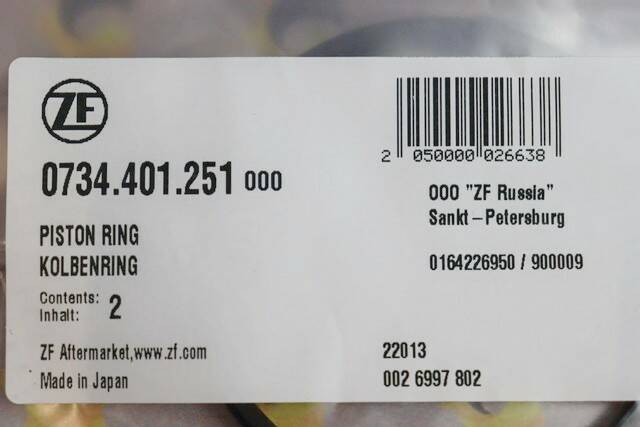 ZF
0734.401.251 000
PISTON RING
KOLBENRING
Contents: 2
Inhalt:
ZF Aftermarket,www.zf.com
Made in Japan
2 050000 026638
000 "ZF Russia"
Sankt-Petersburg
0164226950 / 900009
22013
002 6997 802